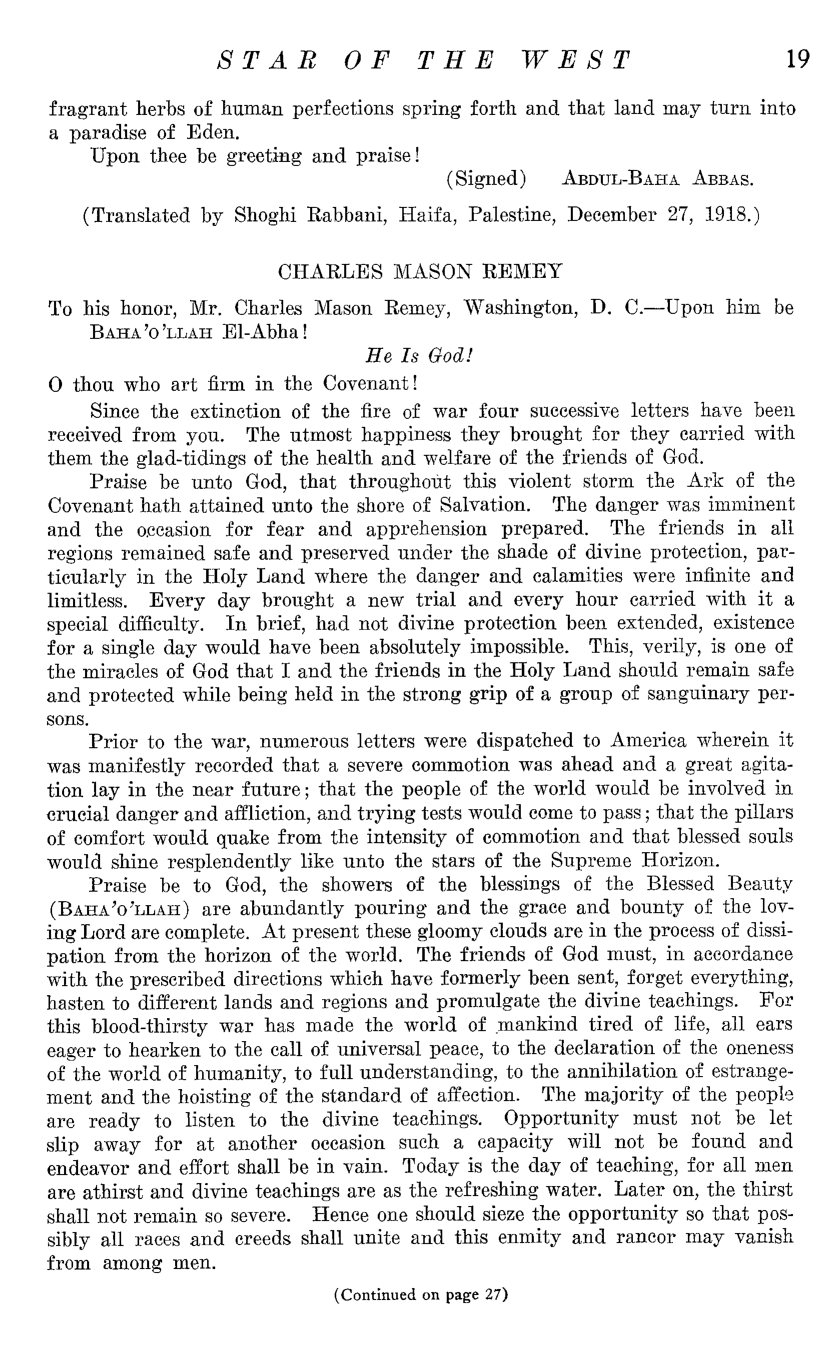 STAR OF THE WEST 19
fragrant herbs of human perfections spring forth and that land may turn into
a paradise of Eden.
Upon thee be greeting and praise!
(Signed) ABDUL-BAHA ABBAS.
(Translated by Shoghi Rabbani, Haifa, Palestine, December 27, 1918.)
CHARLES MASON REMEY
To his honor, Mr. Charles Mason Remey, Washington, D. C.—Upon him be
BAHA'O'LLAH El-Abha!
He Is God!
O thou who art firm in the Covenant!
Since the extinction of the fire of war four successive letters have been
received from you. The utmost happiness they brought for they carried with
them the glad-tidings of the health and welfare of the friends of God.
Praise be unto God, that throughout this violent storm the Ark of the
Covenant hath attained unto the shore of Salvation. The danger was imminent
and the occasion for fear and apprehension prepared. The friends in all
regions remained safe and preserved under the shade of divine protection, par-
ticularly in the Holy Land where the danger and calamities were infinite and
limitless. Every day brought a new trial and every hour carried with it a
special difficulty. In brief, had not divine protection been extended, existence
for a single day would have been absolutely impossible. This, verily, is one of
the miracles of God that I and the friends in the Holy Land should remain safe
and protected while being held in the strong grip of a group of sanguinary per-
sons.
Prior to the war, numerous letters were dispatched to America wherein it
was manifestly recorded that a severe commotion was ahead and a great agita-
tion lay in the near future; that the people of the world would be involved in
crucial danger and affliction, and trying tests would come to pass; that the pillars
of comfort would quake from the intensity of commotion and that blessed souls
would shine resplendently like unto the stars of the Supreme Horizon.
Praise be to God, the showers of the blessings of the Blessed Beauty
(BAHA'O'LLAH) are abundantly pouring and the grace and bounty of the lov-
ing Lord are complete. At present these gloomy clouds are in the process of dissi-
pation from the horizon of the world. The friends of God must, in accordance
with the prescribed directions which have formerly been sent, forget everything,
hasten to different lands and regions and promulgate the divine teachings. For
this blood-thirsty war has made the world of mankind tired of life, all ears
eager to hearken to the call of universal peace, to the declaration of the oneness
of the world of humanity, to full understanding, to the annihilation of estrange-
ment and the hoisting of the standard of affection. The majority of the people
are ready to listen to the divine teachings. Opportunity must not be let
slip away for at another occasion such a capacity will not be found and
endeavor and effort shall be in vain. Today is the day of teaching, for all men
are athirst and divine teachings are as the refreshing water. Later on, the thirst
shall not remain so severe. Hence one should sieze the opportunity so that pos-
sibly all races and creeds shall unite and this enmity and rancor may vanish
from among men.
(Continued on page 27)